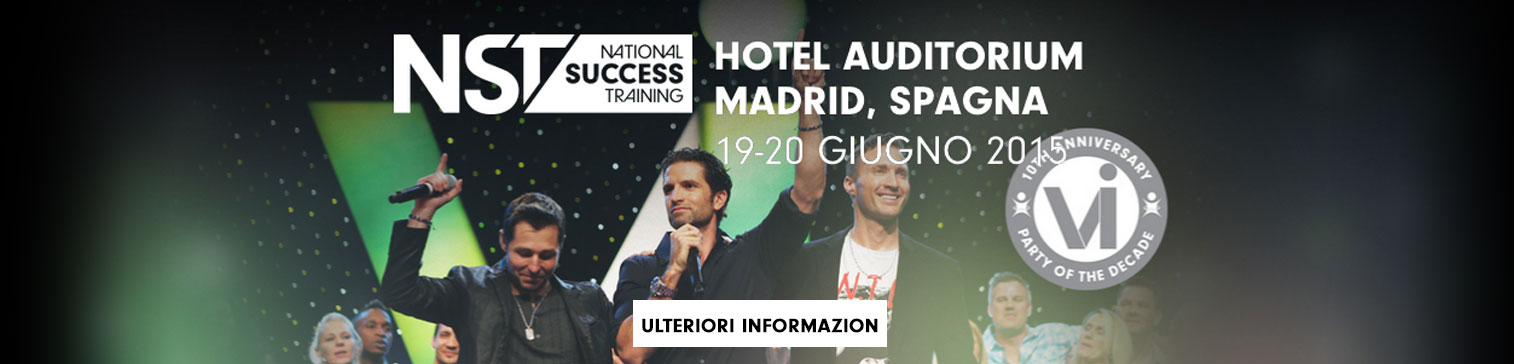 NST NATIONAL
SUCCESS
TRAINING
HOTEL AUDITORIUM
MADRID, SPAGNA
19-20 GIUGNO 2015
10TH ANNIVERSARY
Vi
PARTY OF THE DECADE
ULTERIORI INFORMAZION